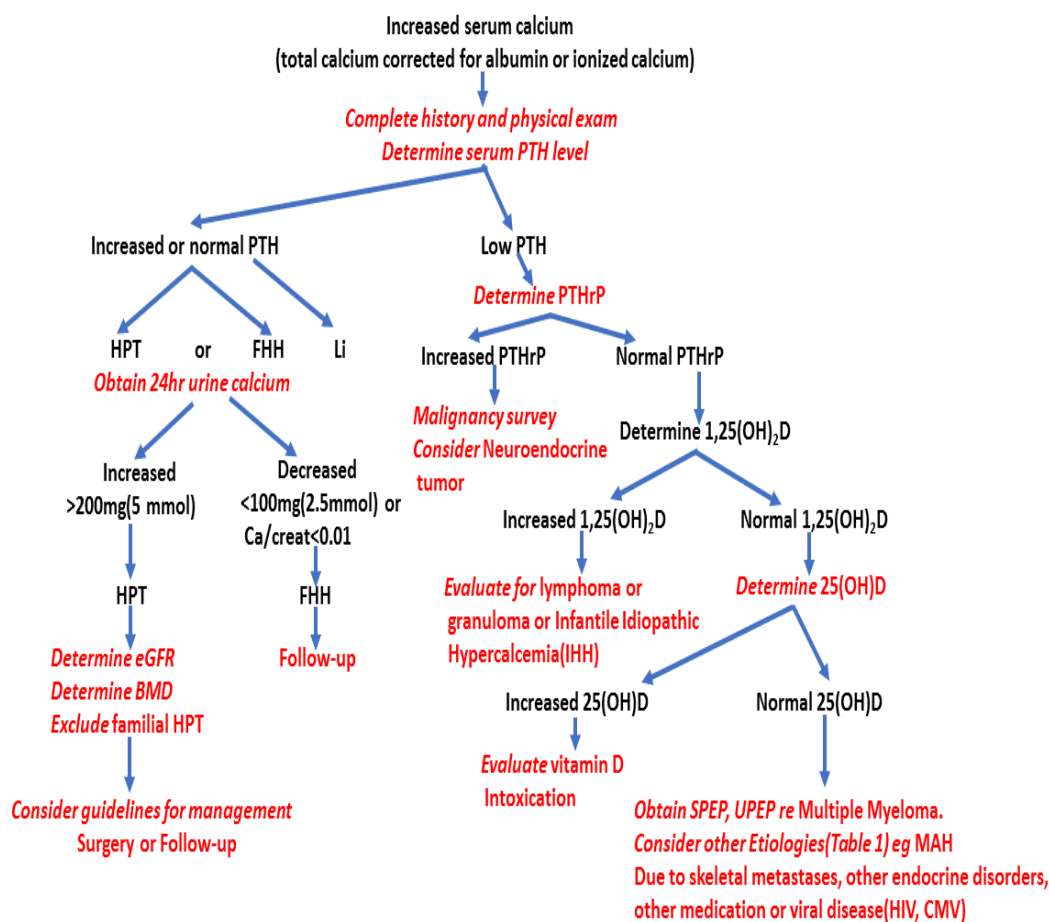 Increased serum calcium
(total calcium corrected for albumin or ionized calcium)
Complete history and physical exam
Determine serum PTH level
Increased or normal PTH
Low PTH
Determine PTHrP
HPT or FHH Li
Obtain 24hr urine calcium
Increased PTHrP
Normal PTHrP
Malignancy survey
Consider Neuroendocrine
tumor
Determine 1,25(OH)₂D
Increased
>200mg(5 mmol)
Decreased
<100mg(2.5mmol) or
Ca/creat<0.01
Increased 1,25(OH)₂D
Normal 1,25(OH)₂D
HPT
FHH
Evaluate for lymphoma or
granuloma or Infantile Idiopathic
Hypercalcemia(IHH)
Determine 25(OH)D
Determine eGFR
Determine BMD
Exclude familial HPT
Follow-up
Increased 25(OH)D
Normal 25(OH)D
Evaluate vitamin D
Intoxication
Consider guidelines for management
Surgery or Follow-up
Obtain SPEP, UPEP re Multiple Myeloma.
Consider other Etiologies(Table 1) eg MAH
Due to skeletal metastases, other endocrine disorders,
other medication or viral disease(HIV, CMV)